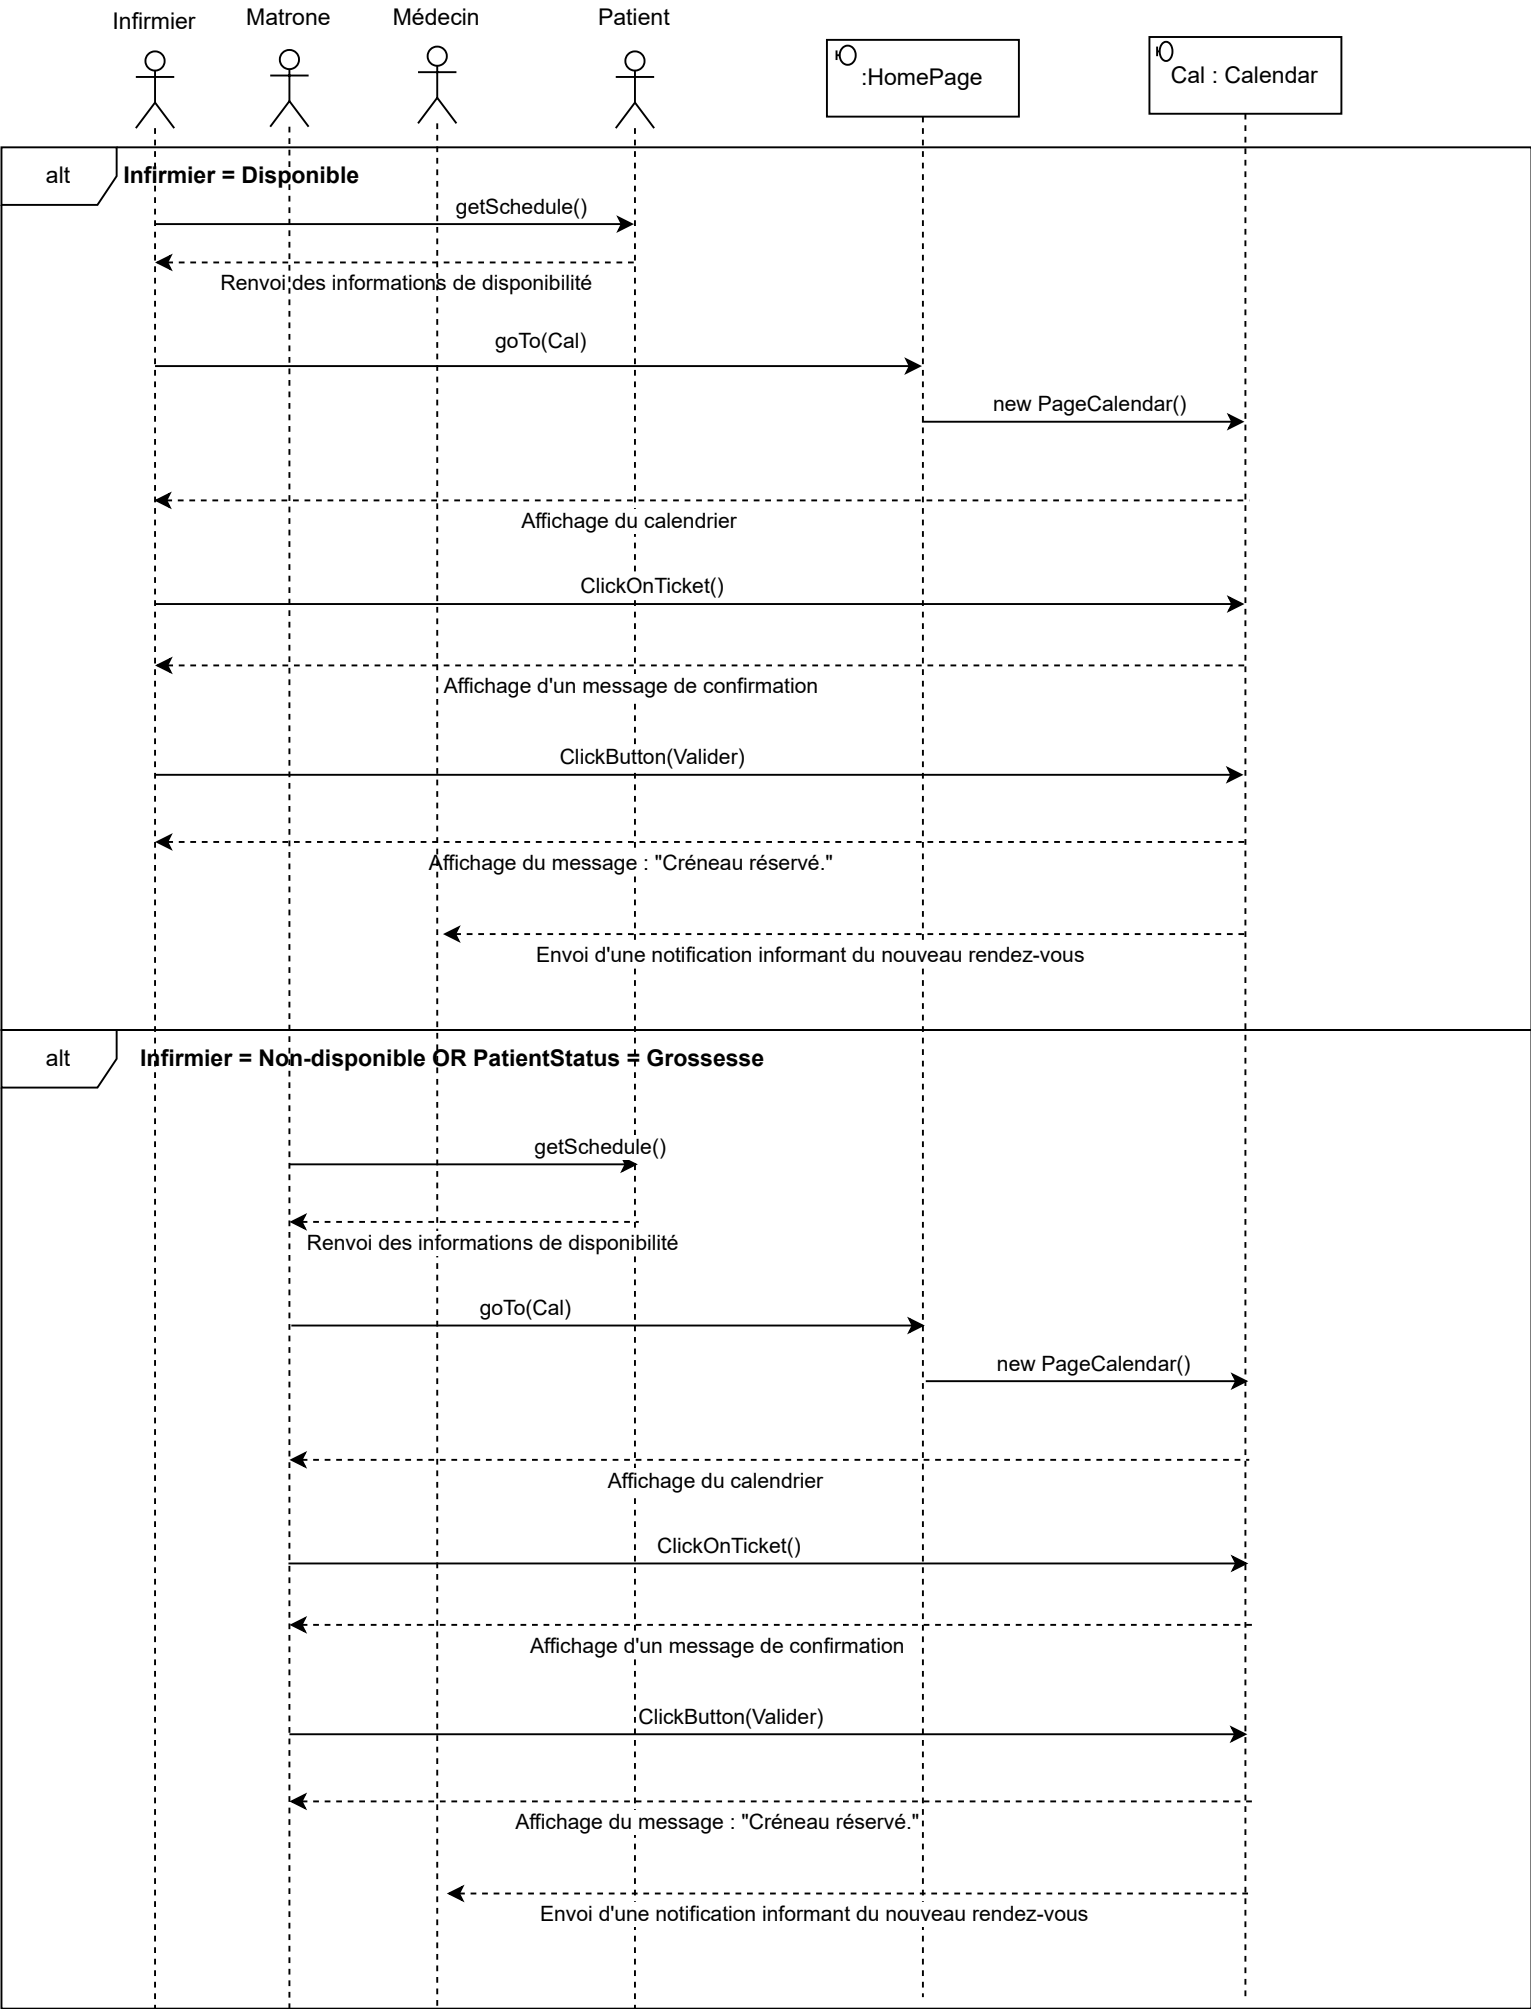 Infirmier
Matrone
Médecin
Patient
:HomePage
Cal : Calendar
alt
Infirmier = Disponible
getSchedule()
Renvoi des informations de disponibilité
goTo(Cal)
new PageCalendar()
Affichage du calendrier
ClickOnTicket()
Affichage d'un message de confirmation
ClickButton(Valider)
Affichage du message : "Créneau réservé."
Envoi d'une notification informant du nouveau rendez-vous
alt
Infirmier = Non-disponible OR PatientStatus = Grossesse
getSchedule()
Renvoi des informations de disponibilité
goTo(Cal)
new PageCalendar()
Affichage du calendrier
ClickOnTicket()
Affichage d'un message de confirmation
ClickButton(Valider)
Affichage du message : "Créneau réservé."
Envoi d'une notification informant du nouveau rendez-vous